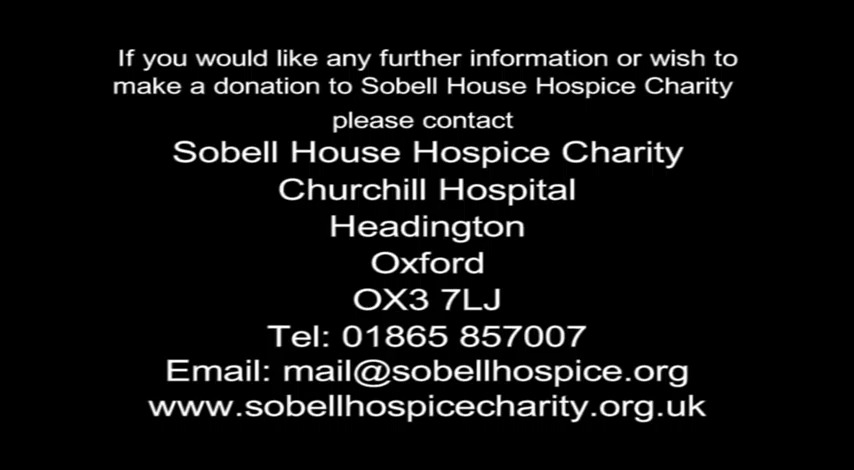 If you would like any further information or wish to
make a donation to Sobell House Hospice Charity
please contact
Sobell House Hospice Charity
Churchill Hospital
Headington
Oxford
OX3 7LJ
Tel: 01865 857007
Email: mail@sobellhospice.org
www.sobellhospicecharity.org.uk